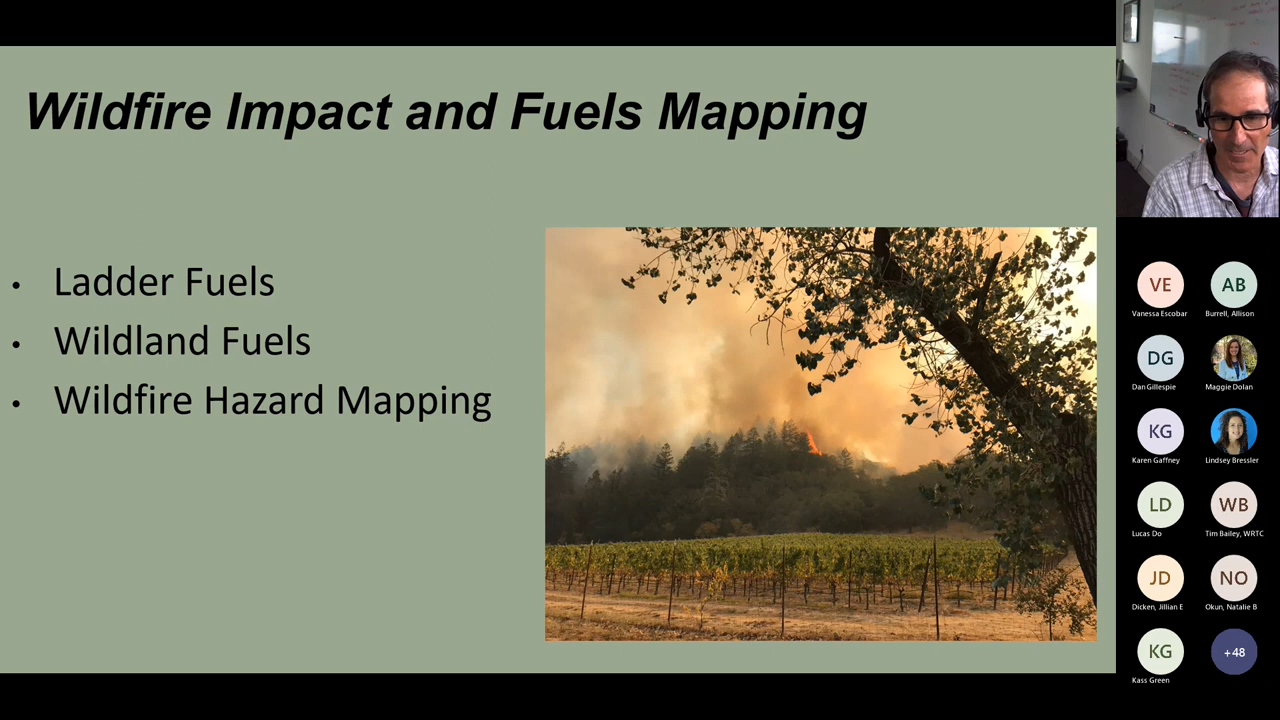 Wildfire Impact and Fuels Mapping
• Ladder Fuels
• Wildland Fuels
• Wildfire Hazard Mapping
VE
AB
Vanessa Escobar
Burrell, Allison
DG
Dan Gillespie
Maggie Dolan
KG
Karen Gaffney
Lindsey Bressler
LD
WB
Lucas Do
Tim Bailey, WRTC
JD
NO
Dicken, Jillian E
Okun, Natalie B
KG
+48
Kass Green